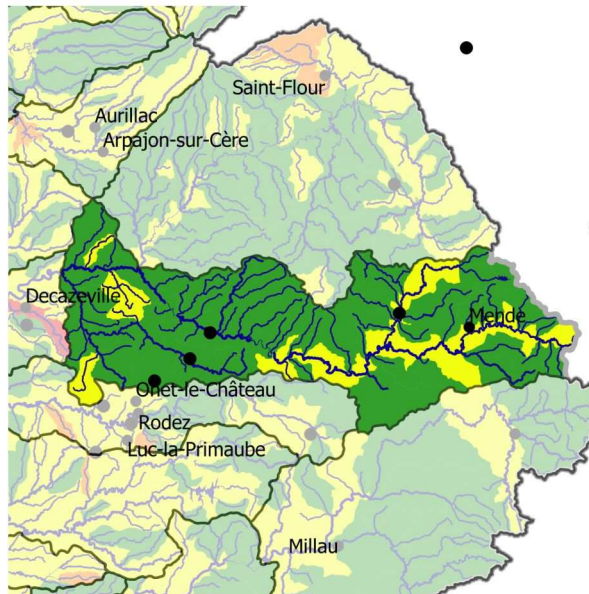 Saint-Flour
Aurillac
Arpajon-sur-Cère
Decazeville
Mende
Onet-le-Château
Rodez
Luc-la-Primaube
Millau